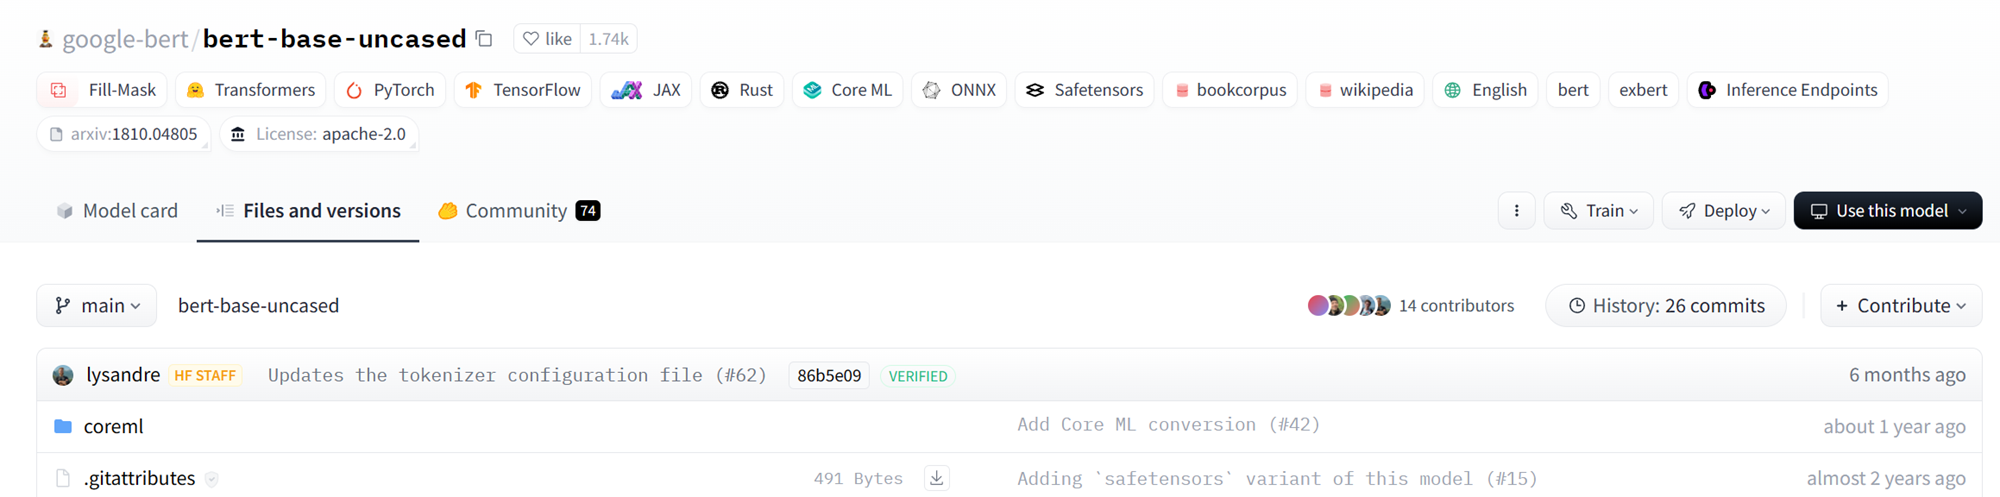 google-bert/bert-base-uncased like 1.74k
Fill-Mask Transformers PyTorch TensorFlow JAX Rust Core ML ONNX Safetensors bookcorpus wikipedia English bert exbert Inference Endpoints
arxiv:1810.04805 License: apache-2.0
Model card Files and versions Community 74 Train Deploy Use this model
main bert-base-uncased 14 contributors History: 26 commits + Contribute
lysandre HF STAFF Updates the tokenizer configuration file (#62) 86b5e09 VERIFIED 6 months ago
coreml Add Core ML conversion (#42) about 1 year ago
.gitattributes 491 Bytes Adding `safetensors` variant of this model (#15) almost 2 years ago